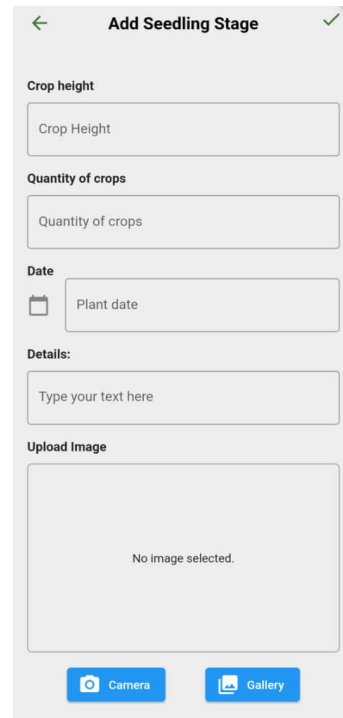 Add Seedling Stage
Crop height
Crop Height
Quantity of crops
Quantity of crops
Date
Plant date
Details:
Type your text here
Upload Image
No image selected.
Camera
Gallery